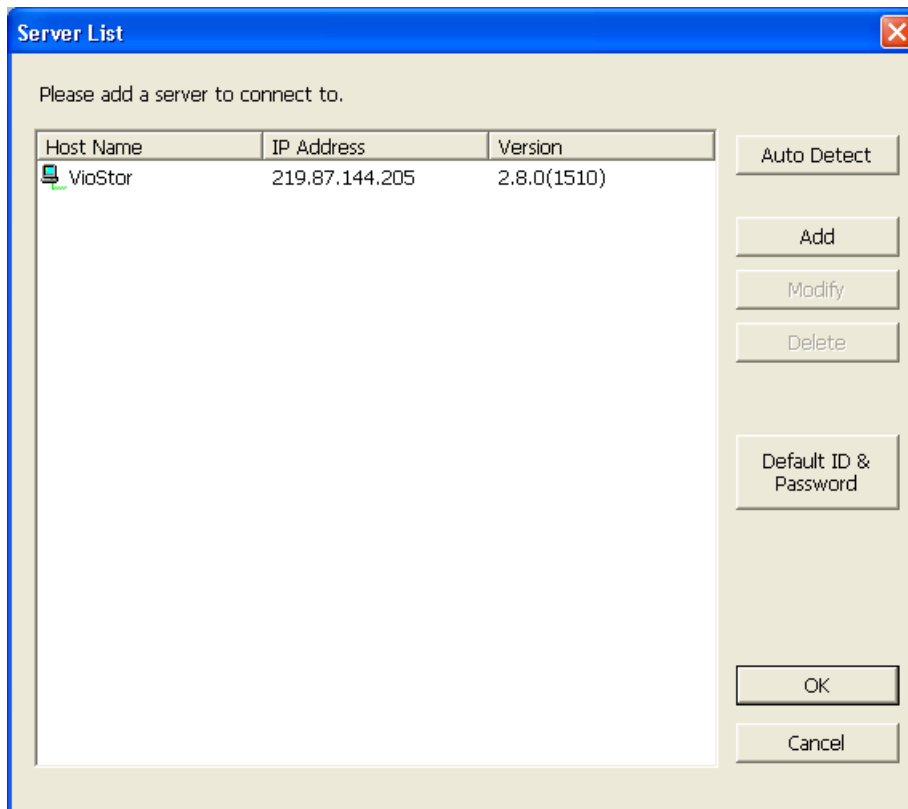 Server List
Please add a server to connect to.
Host Name IP Address Version
VioStor 219.87.144.205 2.8.0(1510)
Auto Detect
Add
Modify
Delete
Default ID &
Password
OK
Cancel